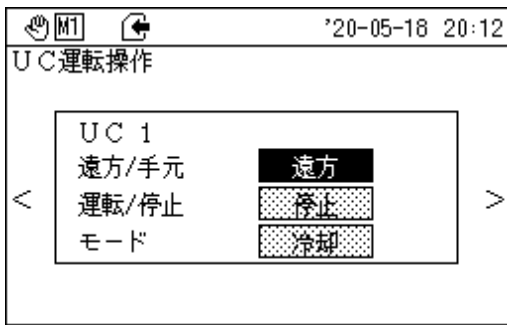 M1 '20-05-18 20:12
UC運転操作
UC 1
遠方/手元 遠方
< 運転/停止 停止 >
モード 冷却